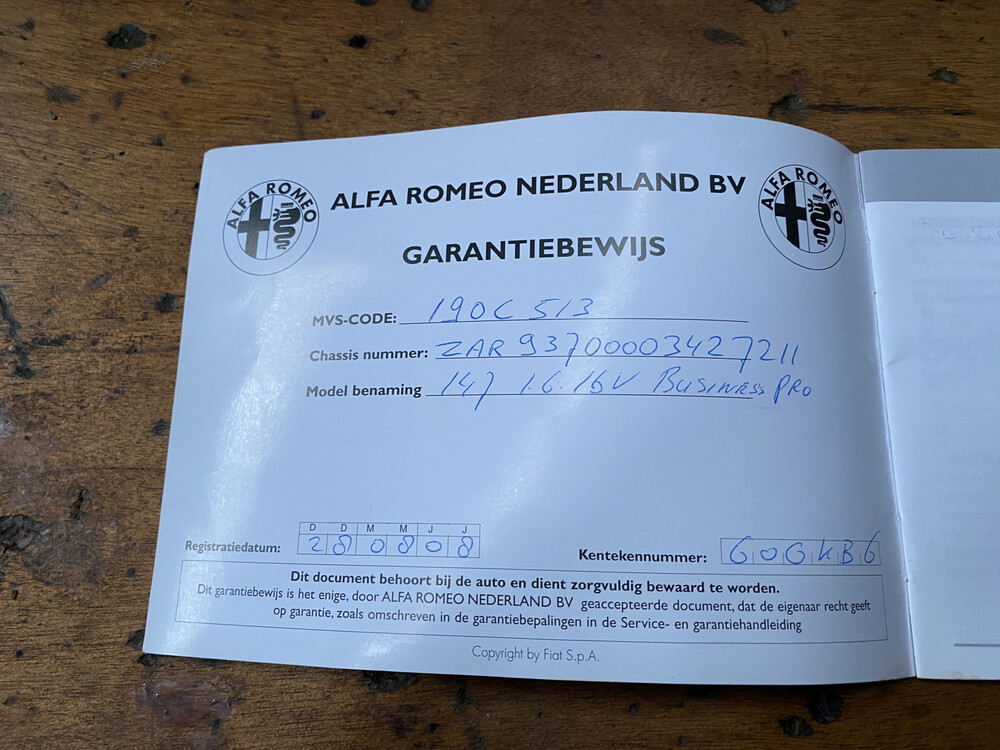 ALFA ROMEO
ALFA ROMEO NEDERLAND BV
ALFA ROMEO
GARANTIEBEWIJS
MVS-CODE: 190C 513
Chassis nummer: ZAR93700003427211
Model benaming 147 1.6.16V Business PRO
D D M M J J
Registratiedatum: 280808
Kentekennummer: GOGKB6
Dit document behoort bij de auto en dient zorgvuldig bewaard te worden.
Dit garantiebewijs is het enige, door ALFA ROMEO NEDERLAND BV geaccepteerde document, dat de eigenaar recht geeft
op garantie, zoals omschreven in de garantiebepalingen in de Service- en garantiehandleiding
Copyright by Fiat S.p.A.